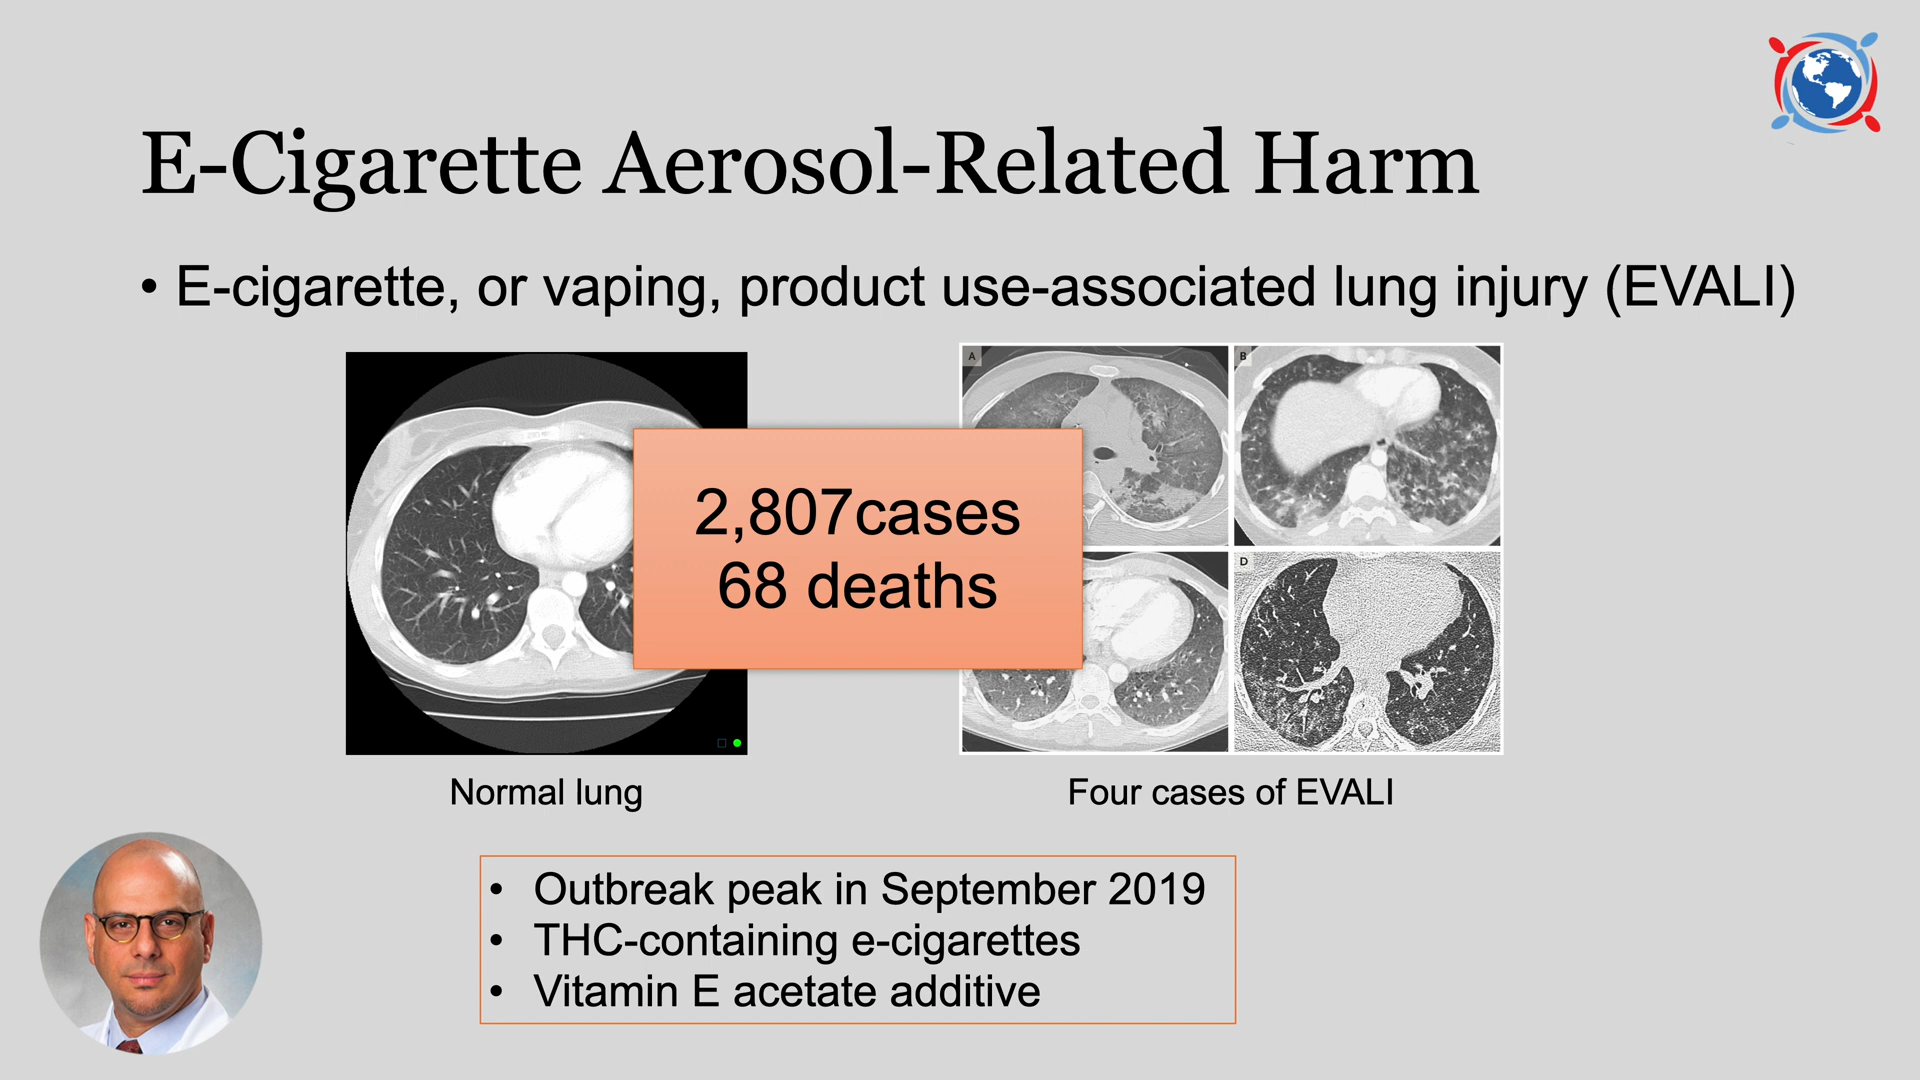 E-Cigarette Aerosol-Related Harm
• E-cigarette, or vaping, product use-associated lung injury (EVALI)
A
B
2,807cases
68 deaths
D
Normal lung
Four cases of EVALI
• Outbreak peak in September 2019
• THC-containing e-cigarettes
• Vitamin E acetate additive